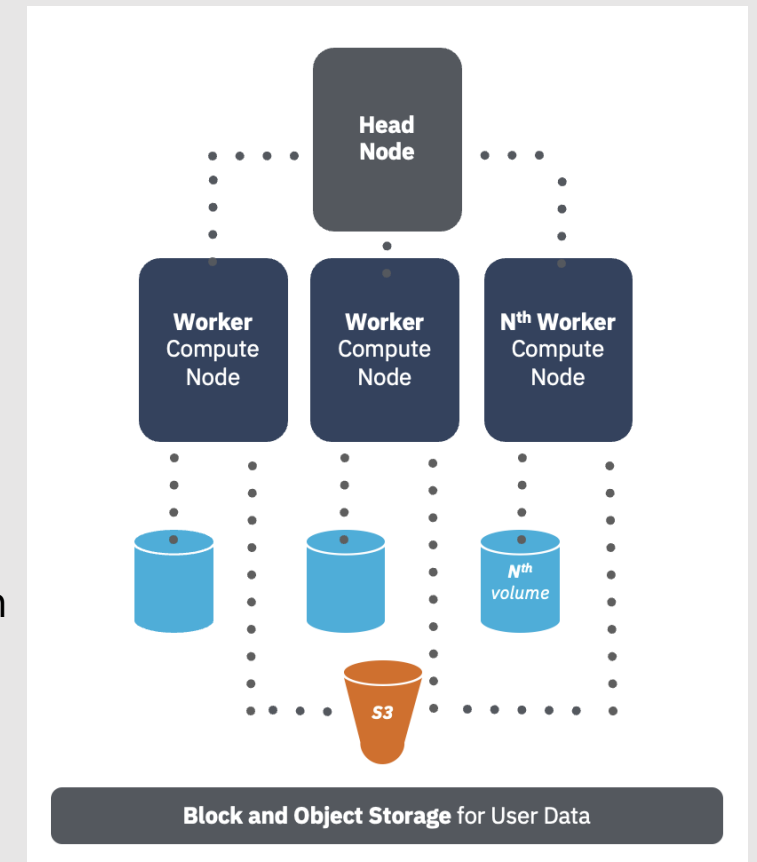 Head
Node
Worker
Compute
Node
Worker
Compute
Node
Nth Worker
Compute
Node
Nth
volume
S3
Block and Object Storage for User Data